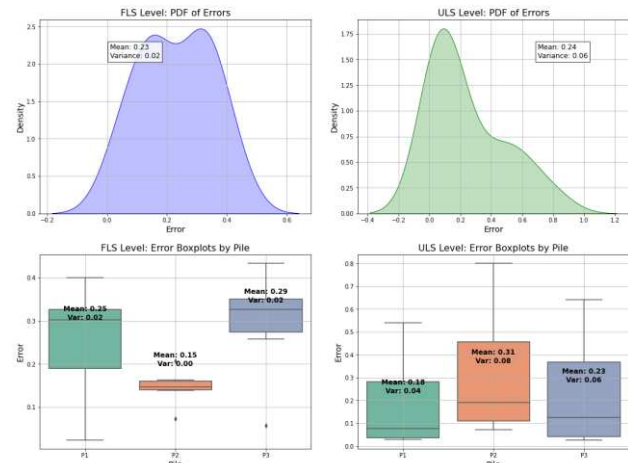 FLS Level: PDF of Errors
2.5
2.0
1.5
1.0
0.5
0.0
Density
Mean: 0.23
Variance: 0.02
−0.2
0.0
0.2
0.4
0.6
Error
ULS Level: PDF of Errors
1.75
1.50
1.25
1.00
0.75
0.50
0.25
0.00
Density
Mean: 0.24
Variance: 0.06
−0.4
−0.2
0.0
0.2
0.4
0.6
0.8
1.0
1.2
Error
FLS Level: Error Boxplots by Pile
0.4
0.3
0.2
0.1
Error
Mean: 0.25
Var: 0.02
Mean: 0.15
Var: 0.00
Mean: 0.29
Var: 0.02
P1
P2
P3
ULS Level: Error Boxplots by Pile
0.8
0.7
0.6
0.5
0.4
0.3
0.2
0.1
0.0
Error
Mean: 0.18
Var: 0.04
Mean: 0.31
Var: 0.08
Mean: 0.23
Var: 0.06
P1
P2
P3